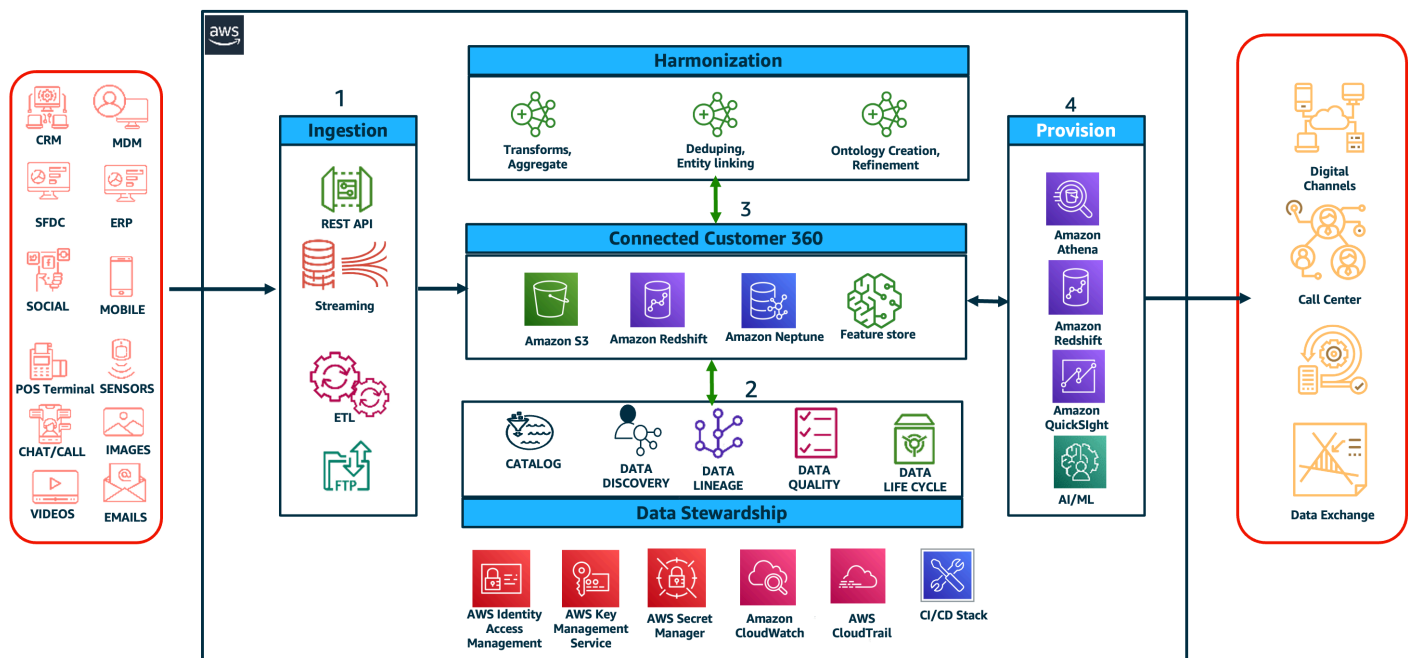 aws
CRM
MDM
SFDC
ERP
SOCIAL
MOBILE
POS Terminal
SENSORS
CHAT/CALL
IMAGES
VIDEOS
EMAILS
1
Ingestion
REST API
Streaming
ETL
FTP
Harmonization
Transforms,
Aggregate
Deduping,
Entity linking
Ontology Creation,
Refinement
3
Connected Customer 360
Amazon S3
Amazon Redshift
Amazon Neptune
Feature store
2
CATALOG
DATA
DISCOVERY
DATA
LINEAGE
DATA
QUALITY
DATA
LIFE CYCLE
Data Stewardship
AWS Identity
Access
Management
AWS Key
Management
Service
AWS Secret
Manager
Amazon
CloudWatch
AWS
CloudTrail
CI/CD Stack
4
Provision
Amazon
Athena
Amazon
Redshift
Amazon
QuickSIght
AI/ML
Digital
Channels
Call Center
Data Exchange